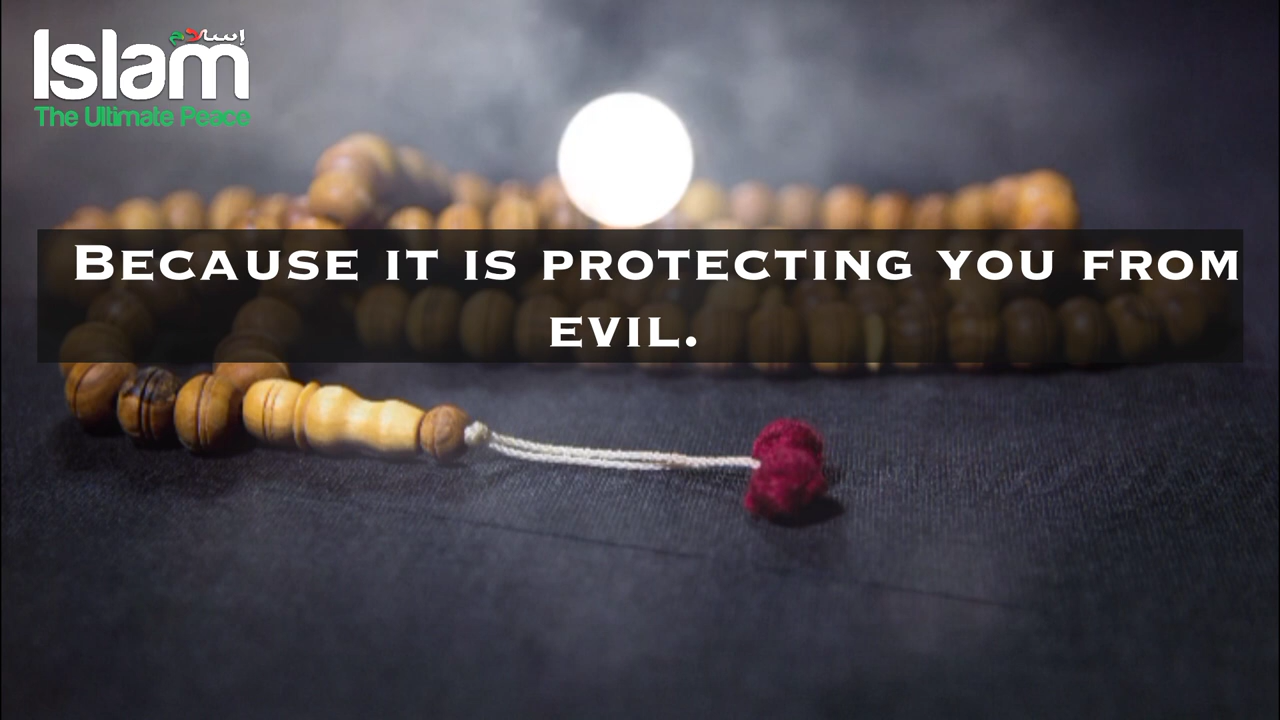 إسلام
Islam
The Ultimate Peace
Because it is protecting you from
evil.